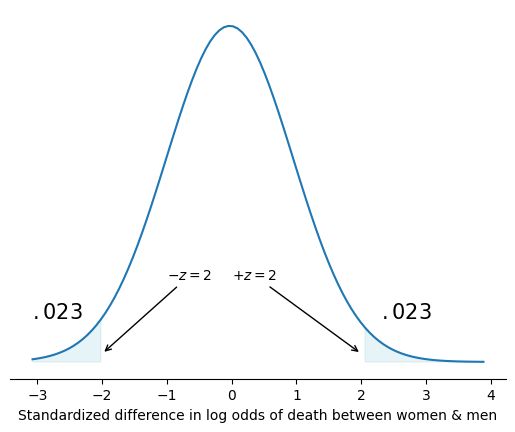 −z = 2 +z = 2
.023 .023
−3 −2 −1 0 1 2 3 4
Standardized difference in log odds of death between women & men